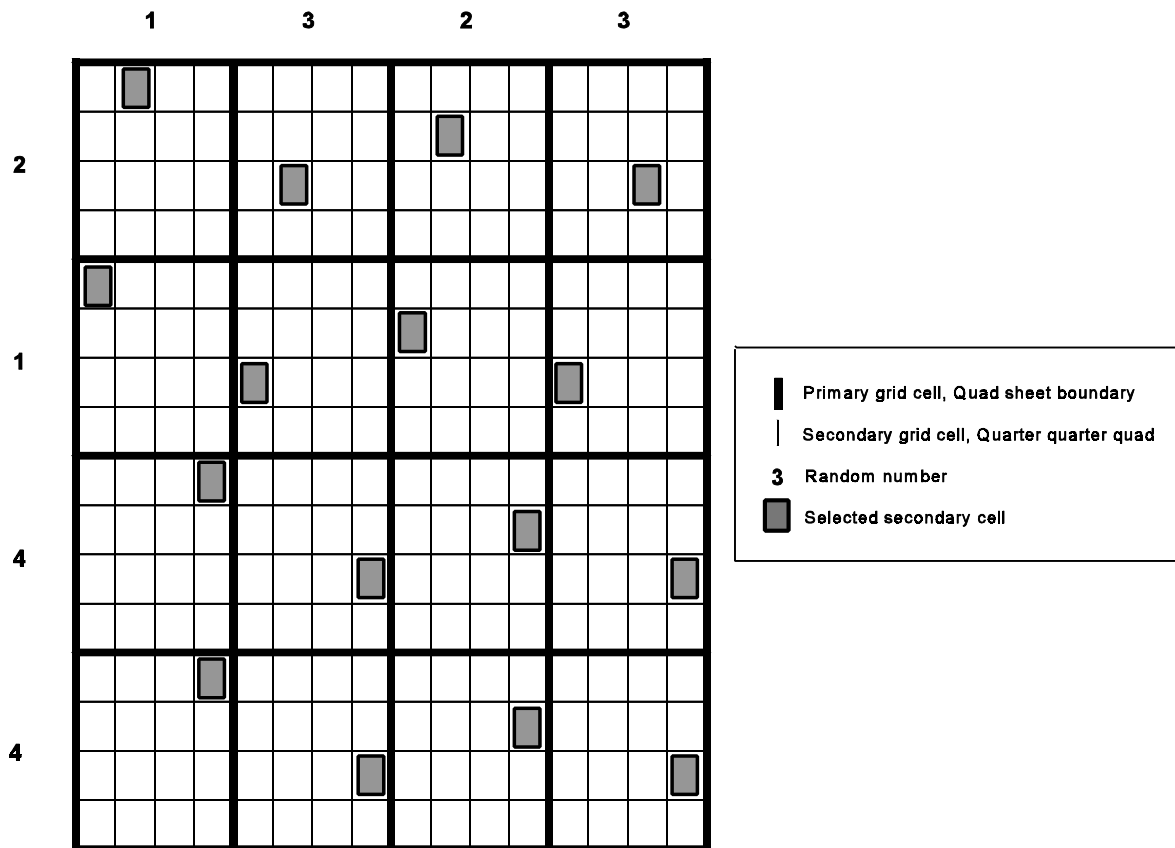 1 3 2 3
2
1
Primary grid cell, Quad sheet boundary
Secondary grid cell, Quarter quarter quad
3 Random number
Selected secondary cell
4
4